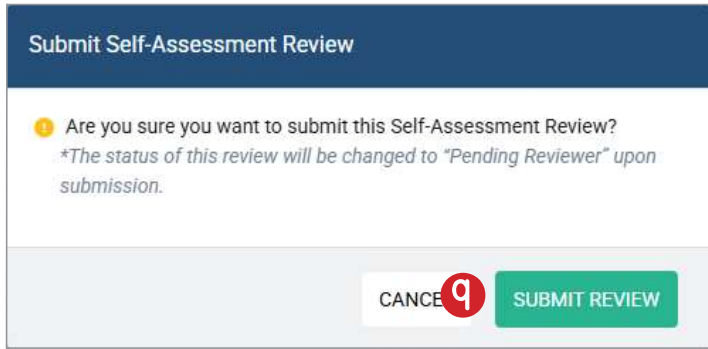 Submit Self-Assessment Review
Are you sure you want to submit this Self-Assessment Review?
*The status of this review will be changed to “Pending Reviewer” upon
submission.
CANCE q SUBMIT REVIEW